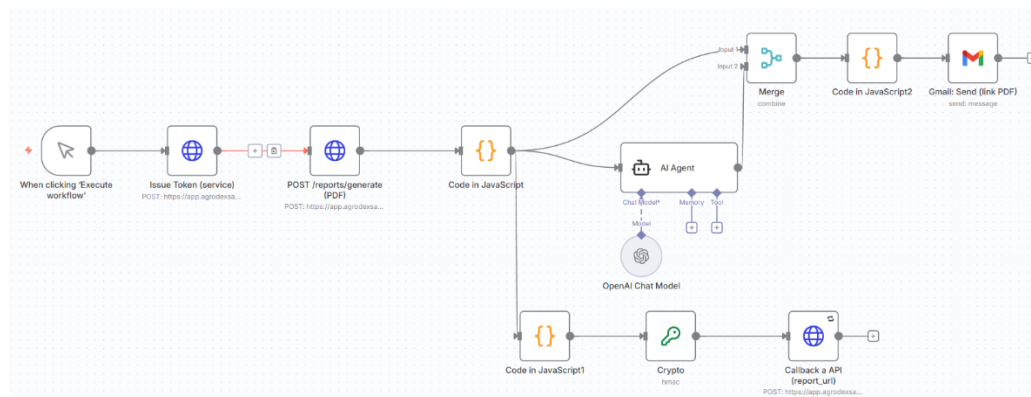 Input 1
Input 2
Merge
combine
Code in JavaScript2
Gmail: Send (link PDF)
send: message
When clicking 'Execute
workflow'
Issue Token (service)
POST: https://app.agrodexsa...
POST /reports/generate
(PDF)
POST: https://app.agrodexsa...
Code in JavaScript
AI Agent
Chat Model*
Memory
Tool
Model
OpenAI Chat Model
Code in JavaScript1
Crypto
hmac
Callback a API
(report_url)
POST: https://app.agrodexsa...